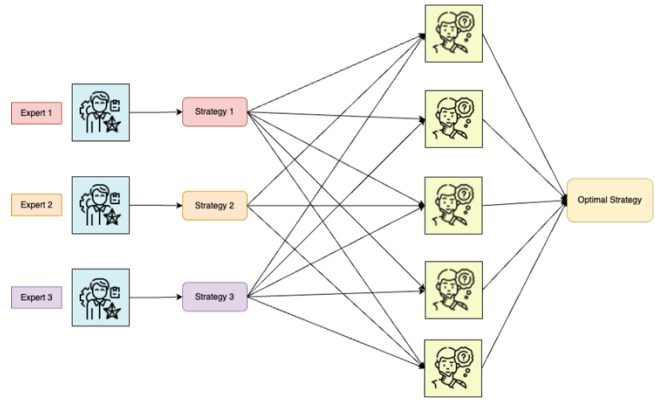 Expert 1
Strategy 1
Expert 2
Strategy 2
Optimal Strategy
Expert 3
Strategy 3
?
?
?
?
?